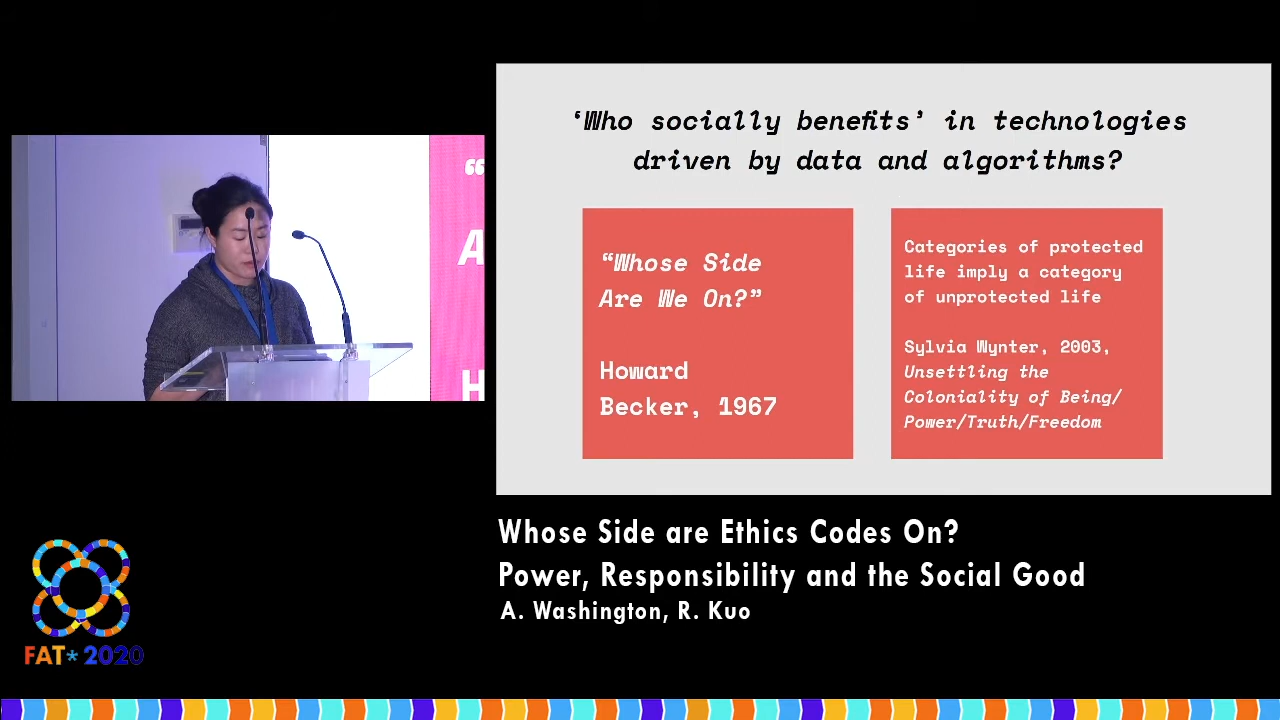 “
A
H
‘Who socially benefits’ in technologies
driven by data and algorithms?
“Whose Side
Are We On?”
Howard
Becker, 1967
Categories of protected
life imply a category
of unprotected life
Sylvia Wynter, 2003,
Unsettling the
Coloniality of Being/
Power/Truth/Freedom
Whose Side are Ethics Codes On?
Power, Responsibility and the Social Good
A. Washington, R. Kuo
FAT* 2020